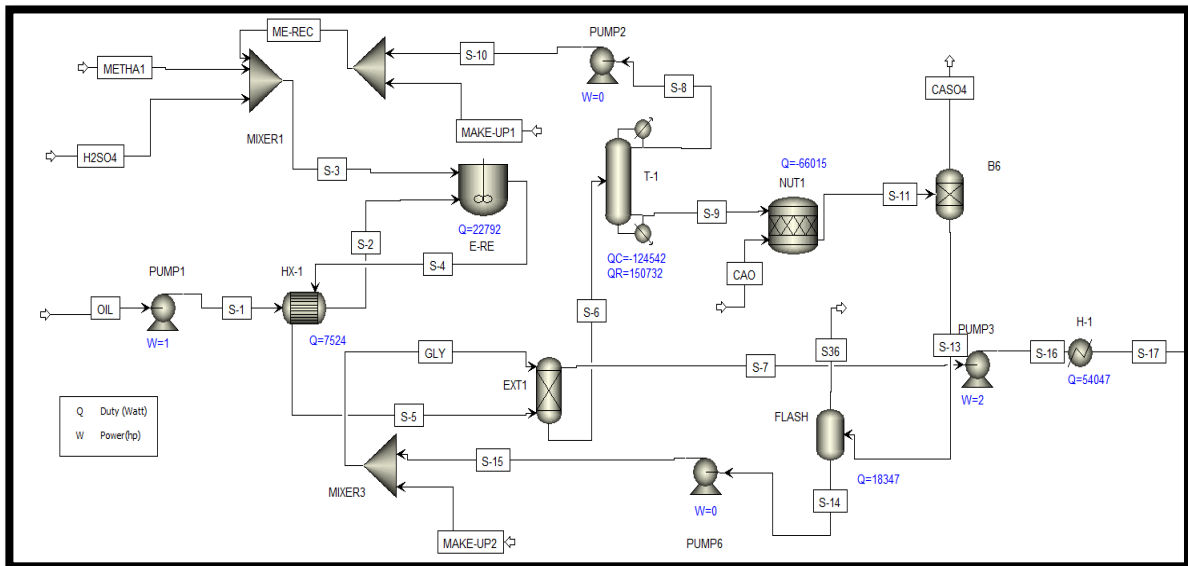 ME-REC
PUMP2
S-10
METHA1
S-8
CASO4
W=0
MAKE-UP1
MIXER1
H2SO4
S-3
T-1
Q=-66015
NUT1
B6
S-9
S-11
Q=22792
E-RE
S-2
S-4
QC=-124542
QR=150732
CAO
PUMP1
HX-1
S-6
OIL
S-1
W=1
Q=7524
PUMP3
H-1
S36
S-13
S-16
S-17
GLY
EXT1
S-7
Q=54047
W=2
FLASH
S-5
Q Duty (Watt)
W Power(hp)
S-15
MIXER3
Q=18347
S-14
W=0
MAKE-UP2
PUMP6